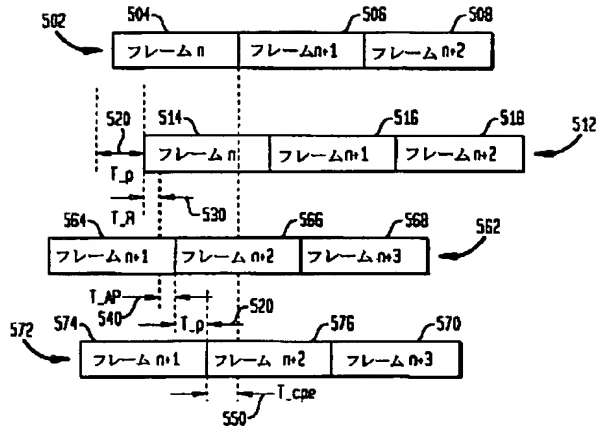 504 506 508
502 フレーム n フレーム n+1 フレーム n+2
520 514 516 518 512
フレーム n フレーム n+1 フレーム n+2
T_p
T_R 530
564 566 568 562
フレーム n+1 フレーム n+2 フレーム n+3
T_AP
540 T_p 520
572 574 576 570
フレーム n+1 フレーム n+2 フレーム n+3
T_cpe
550